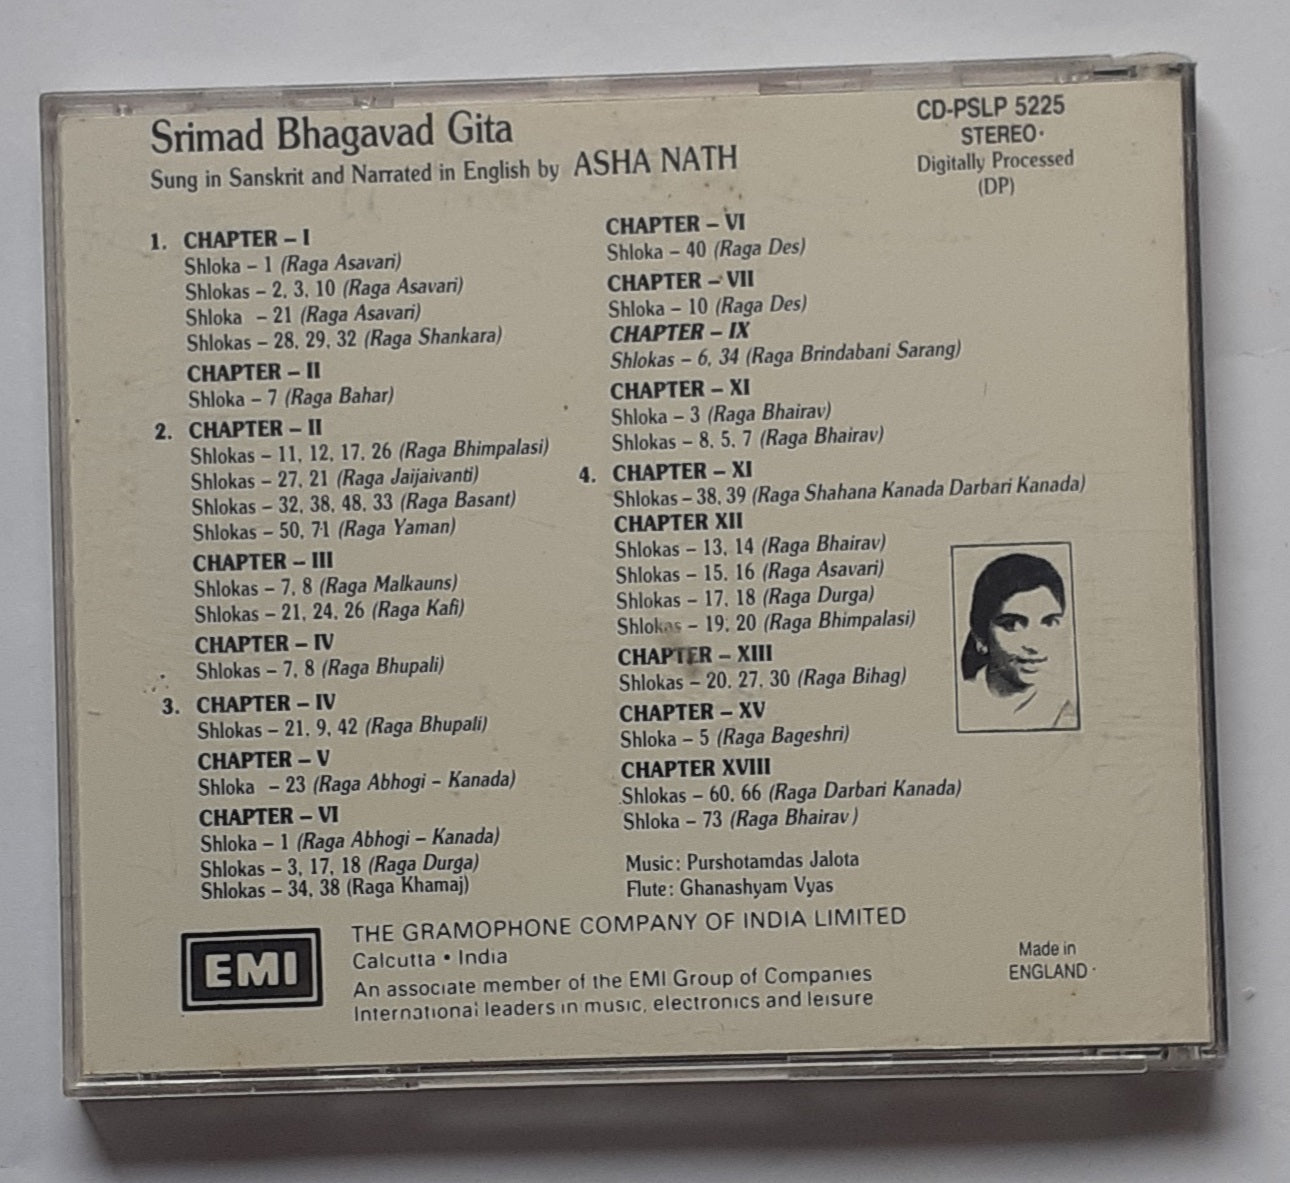 Srimad Bhagavad Gita
Sung in Sanskrit and Narrated in English by ASHA NATH
CD-PSLP 5225
STEREO·
Digitally Processed
(DP)
1. CHAPTER – I
Shloka – 1 (Raga Asavari)
Shlokas – 2, 3, 10 (Raga Asavari)
Shloka – 21 (Raga Asavari)
Shlokas – 28, 29, 32 (Raga Shankara)
CHAPTER – II
Shloka – 7 (Raga Bahar)
2. CHAPTER – II
Shlokas – 11, 12, 17, 26 (Raga Bhimpalasi)
Shlokas – 27, 21 (Raga Jaijaivanti)
Shlokas – 32, 38, 48, 33 (Raga Basant)
Shlokas – 50, 71 (Raga Yaman)
CHAPTER – III
Shlokas – 7, 8 (Raga Malkauns)
Shlokas – 21, 24, 26 (Raga Kafi)
CHAPTER – IV
Shlokas – 7, 8 (Raga Bhupali)
3. CHAPTER – IV
Shlokas – 21, 9, 42 (Raga Bhupali)
CHAPTER – V
Shloka – 23 (Raga Abhogi – Kanada)
CHAPTER – VI
Shloka – 1 (Raga Abhogi – Kanada)
Shlokas – 3, 17, 18 (Raga Durga)
Shlokas – 34, 38 (Raga Khamaj)
CHAPTER – VI
Shloka – 40 (Raga Des)
CHAPTER – VII
Shloka – 10 (Raga Des)
CHAPTER – IX
Shlokas – 6, 34 (Raga Brindabani Sarang)
CHAPTER – XI
Shloka – 3 (Raga Bhairav)
Shlokas – 8, 5, 7 (Raga Bhairav)
4. CHAPTER – XI
Shlokas – 38, 39 (Raga Shahana Kanada Darbari Kanada)
CHAPTER XII
Shlokas – 13, 14 (Raga Bhairav)
Shlokas – 15, 16 (Raga Asavari)
Shlokas – 17, 18 (Raga Durga)
Shlokas – 19, 20 (Raga Bhimpalasi)
CHAPTER – XIII
Shlokas – 20, 27, 30 (Raga Bihag)
CHAPTER – XV
Shloka – 5 (Raga Bageshri)
CHAPTER XVIII
Shlokas – 60, 66 (Raga Darbari Kanada)
Shloka – 73 (Raga Bhairav)
Music: Purshotamdas Jalota
Flute: Ghanashyam Vyas
EMI
THE GRAMOPHONE COMPANY OF INDIA LIMITED
Calcutta • India
An associate member of the EMI Group of Companies
International leaders in music, electronics and leisure
Made in
ENGLAND·